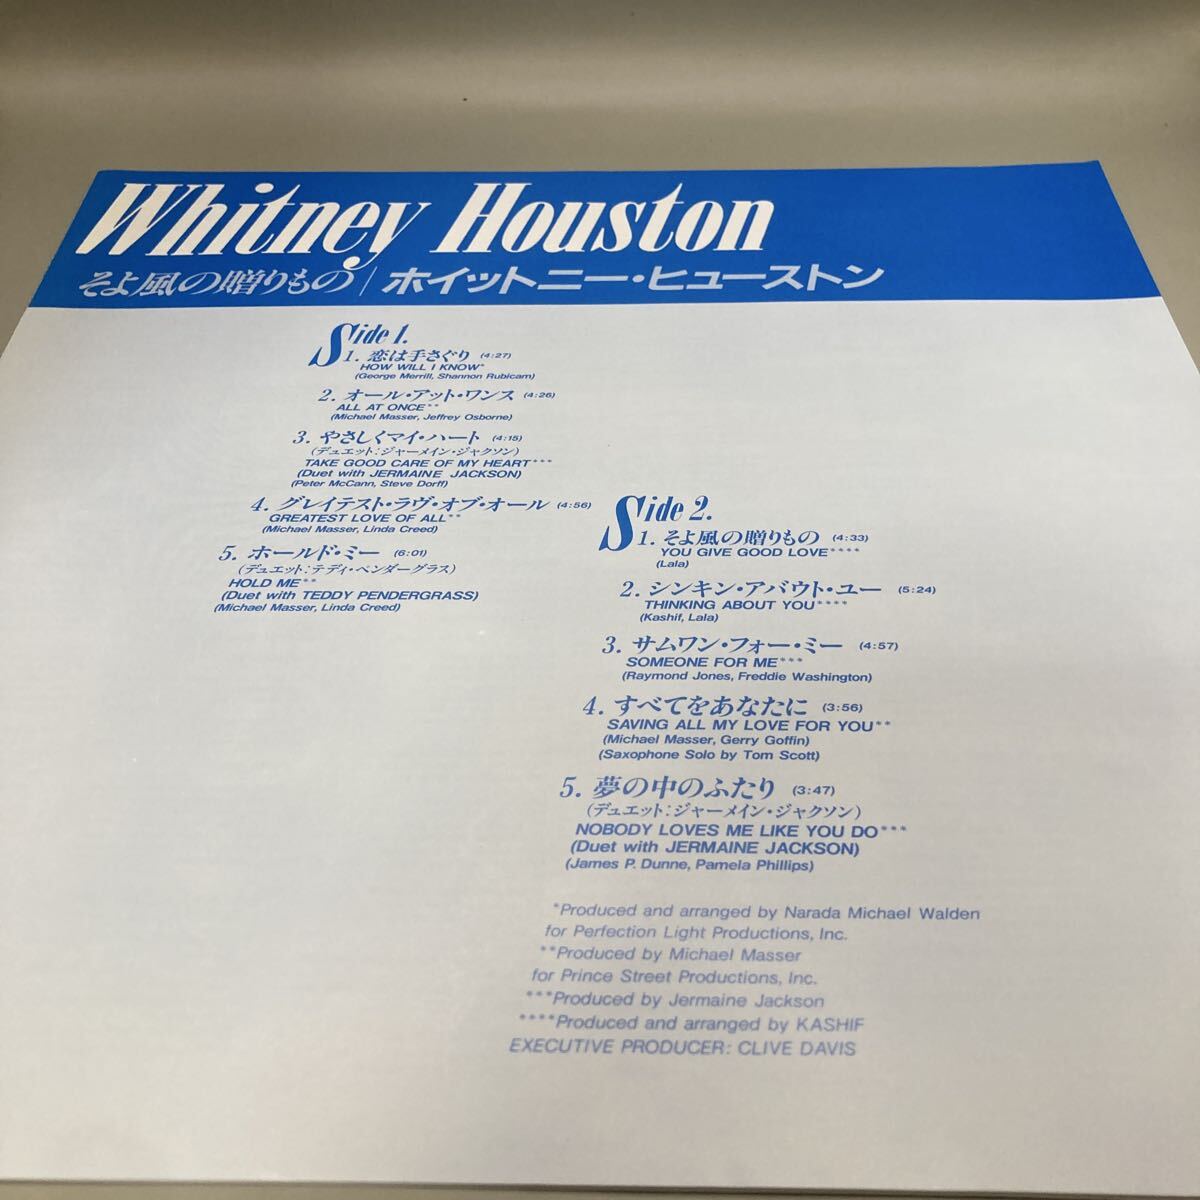 Whitney Houston
そよ風の贈りもの/ホイットニー・ヒューストン
Side 1.
1. 恋は手さぐり (4:27)
HOW WILL I KNOW*
(George Merrill, Shannon Rubicam)
2. オール・アット・ワンス (4:26)
ALL AT ONCE**
(Michael Masser, Jeffrey Osborne)
3. やさしくマイ・ハート (4:15)
(デュエット:ジャーメイン・ジャクソン)
TAKE GOOD CARE OF MY HEART***
(Duet with JERMAINE JACKSON)
(Peter McCann, Steve Dorff)
4. グレイテスト・ラヴ・オブ・オール (4:56)
GREATEST LOVE OF ALL**
(Michael Masser, Linda Creed)
5. ホールド・ミー (6:01)
(デュエット:テディ・ペンダーグラス)
HOLD ME**
(Duet with TEDDY PENDERGRASS)
(Michael Masser, Linda Creed)
Side 2.
1. そよ風の贈りもの (4:33)
YOU GIVE GOOD LOVE****
(Lala)
2. シンキン・アバウト・ユー (5:24)
THINKING ABOUT YOU****
(Kashif, Lala)
3. サムワン・フォー・ミー (4:57)
SOMEONE FOR ME***
(Raymond Jones, Freddie Washington)
4. すべてをあなたに (3:56)
SAVING ALL MY LOVE FOR YOU**
(Michael Masser, Gerry Goffin)
(Saxophone Solo by Tom Scott)
5. 夢の中のふたり (3:47)
(デュエット:ジャーメイン・ジャクソン)
NOBODY LOVES ME LIKE YOU DO***
(Duet with JERMAINE JACKSON)
(James P. Dunne, Pamela Phillips)
*Produced and arranged by Narada Michael Walden
for Perfection Light Productions, Inc.
**Produced by Michael Masser
for Prince Street Productions, Inc.
***Produced by Jermaine Jackson
****Produced and arranged by KASHIF
EXECUTIVE PRODUCER: CLIVE DAVIS